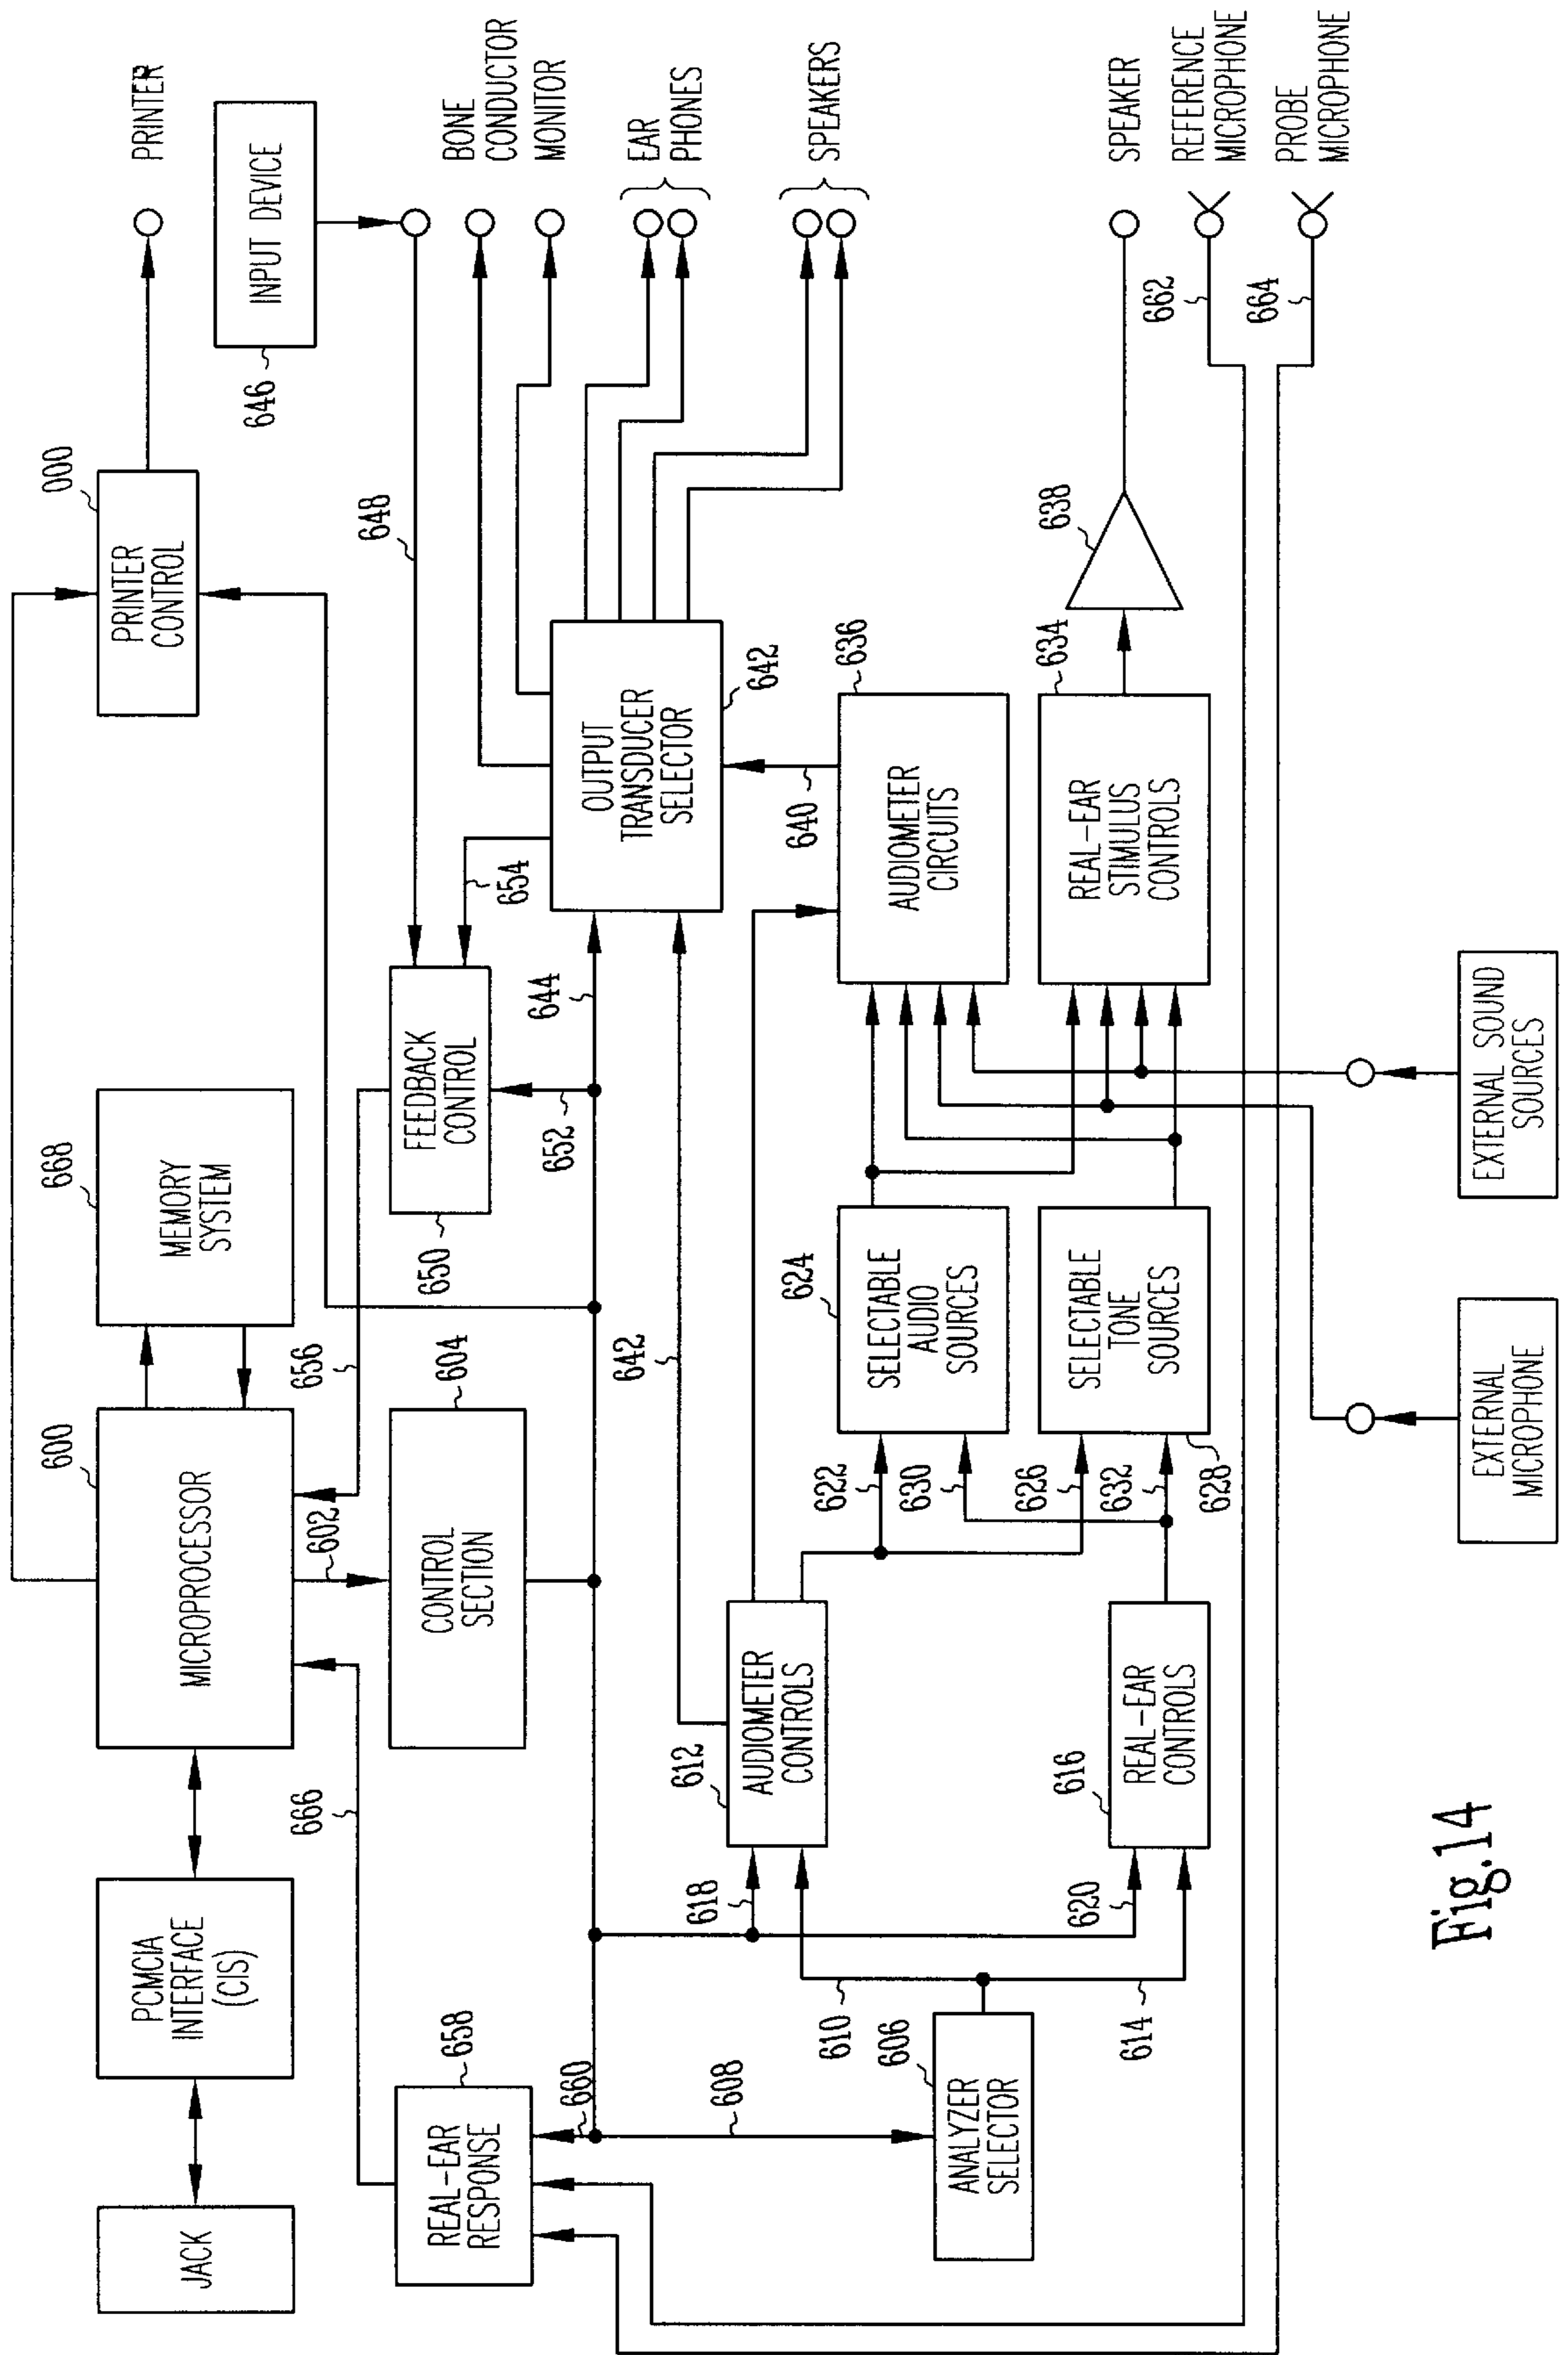 JACK
PCMCIA
INTERFACE
(CIS)
600
MICROPROCESSOR
668
MEMORY
SYSTEM
000
PRINTER
CONTROL
PRINTER
INPUT DEVICE
646
666
602
656
648
658
REAL-EAR
RESPONSE
604
CONTROL
SECTION
650
FEEDBACK
CONTROL
652
654
644
BONE
CONDUCTOR
MONITOR
EAR
PHONES
SPEAKERS
660
608
OUTPUT
TRANSDUCER
SELECTOR
642
642
618
612
AUDIOMETER
CONTROLS
640
636
AUDIOMETER
CIRCUITS
610
606
ANALYZER
SELECTOR
622
630
624
SELECTABLE
AUDIO
SOURCES
614
620
616
REAL-EAR
CONTROLS
626
632
628
SELECTABLE
TONE
SOURCES
634
REAL-EAR
STIMULUS
CONTROLS
638
SPEAKER
662
REFERENCE
MICROPHONE
664
PROBE
MICROPHONE
EXTERNAL
MICROPHONE
EXTERNAL SOUND
SOURCES
Fig.14